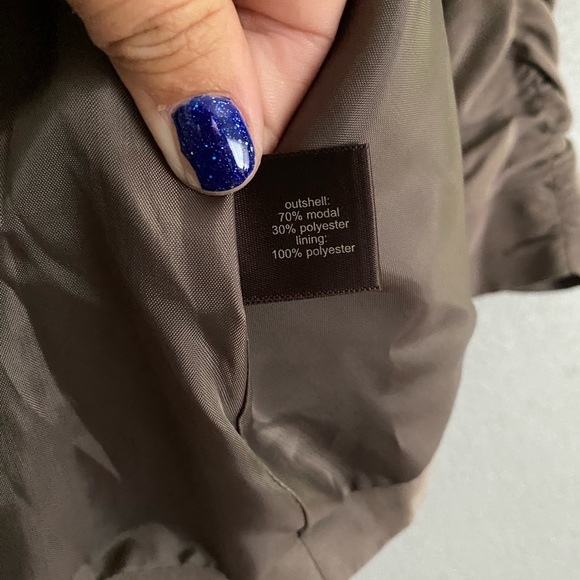 outshell:
70% modal
30% polyester
lining:
100% polyester